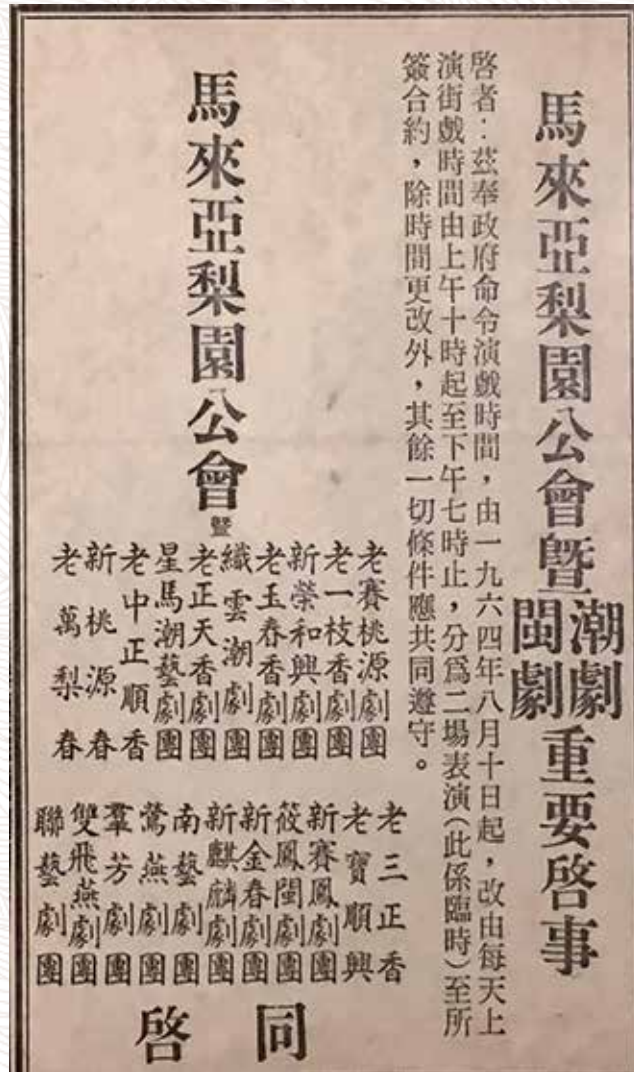 馬來亞梨園公會暨潮劇閩劇重要啓事
啓者：茲奉政府命令演戲時間，由一九六四年八月十日起，改由每天上
演街戲時間由上午十時起至下午七時止，分爲二場表演（此係臨時）至所
簽合約，除時間更改外，其餘一切條件應共同遵守。
馬來亞梨園公會暨
老賽桃源劇團
老一枝香劇團
新榮和興劇團
老玉春香劇團
織雲潮劇團
老正天香劇團
星馬潮藝劇團
老中正順香
新桃源春
老萬梨春
老三正香
老寶順興
新賽鳳劇團
筱鳳閩劇團
新金春劇團
新麒麟劇團
南藝劇團
鶯燕劇團
羣芳劇團
雙飛燕劇團
聯藝劇團
同啓